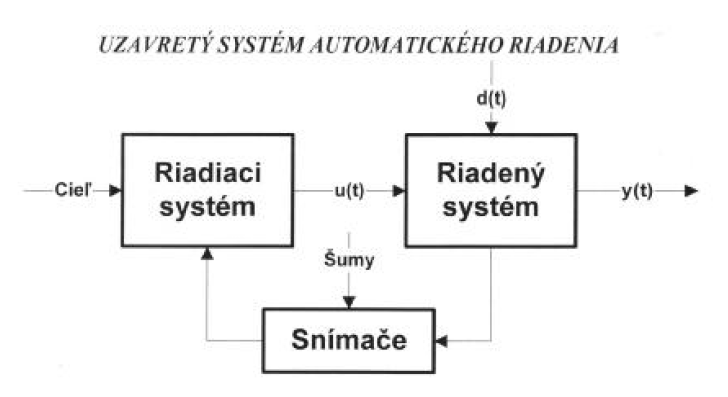 UZAVRETÝ SYSTÉM AUTOMATICKÉHO RIADENIA
d(t)
Cieľ
Riadiaci
systém
u(t)
Riadený
systém
y(t)
Šumy
Snímače